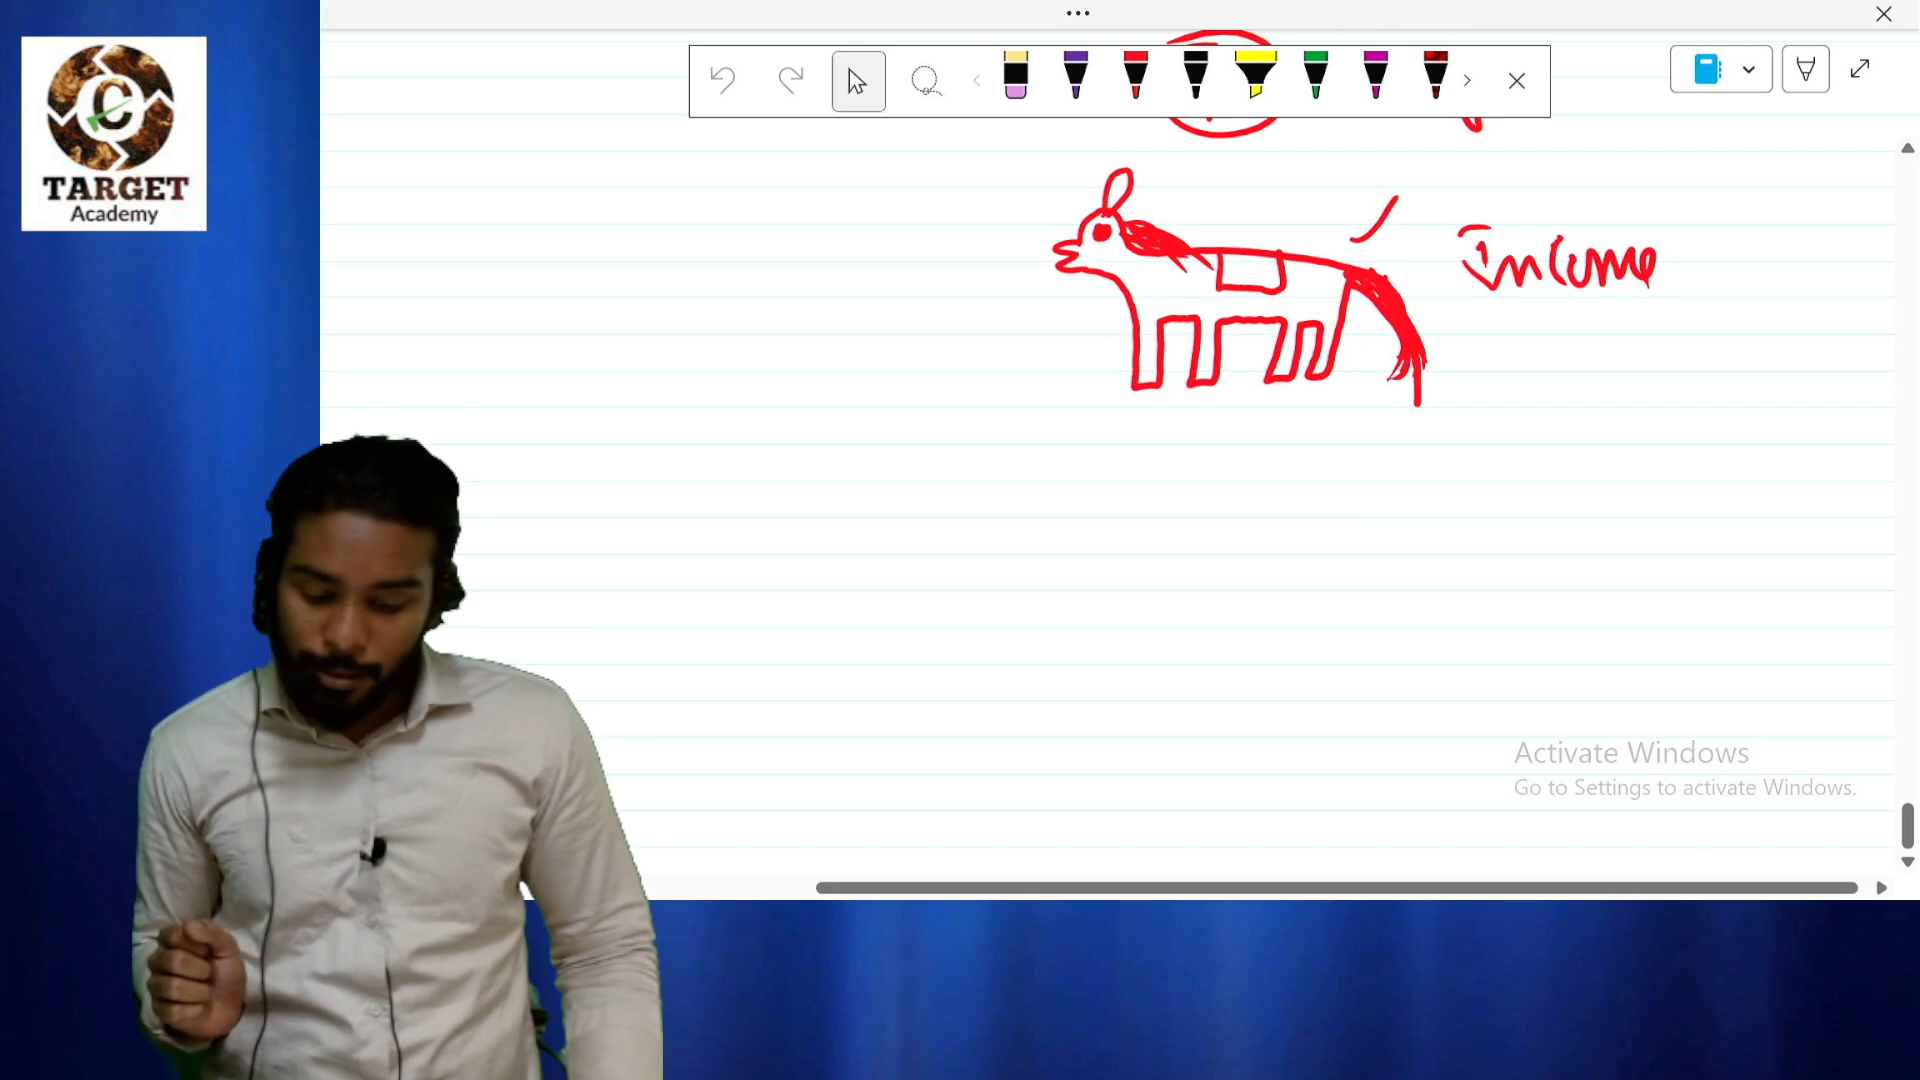 TARGET
Academy
Income
Activate Windows
Go to Settings to activate Windows.